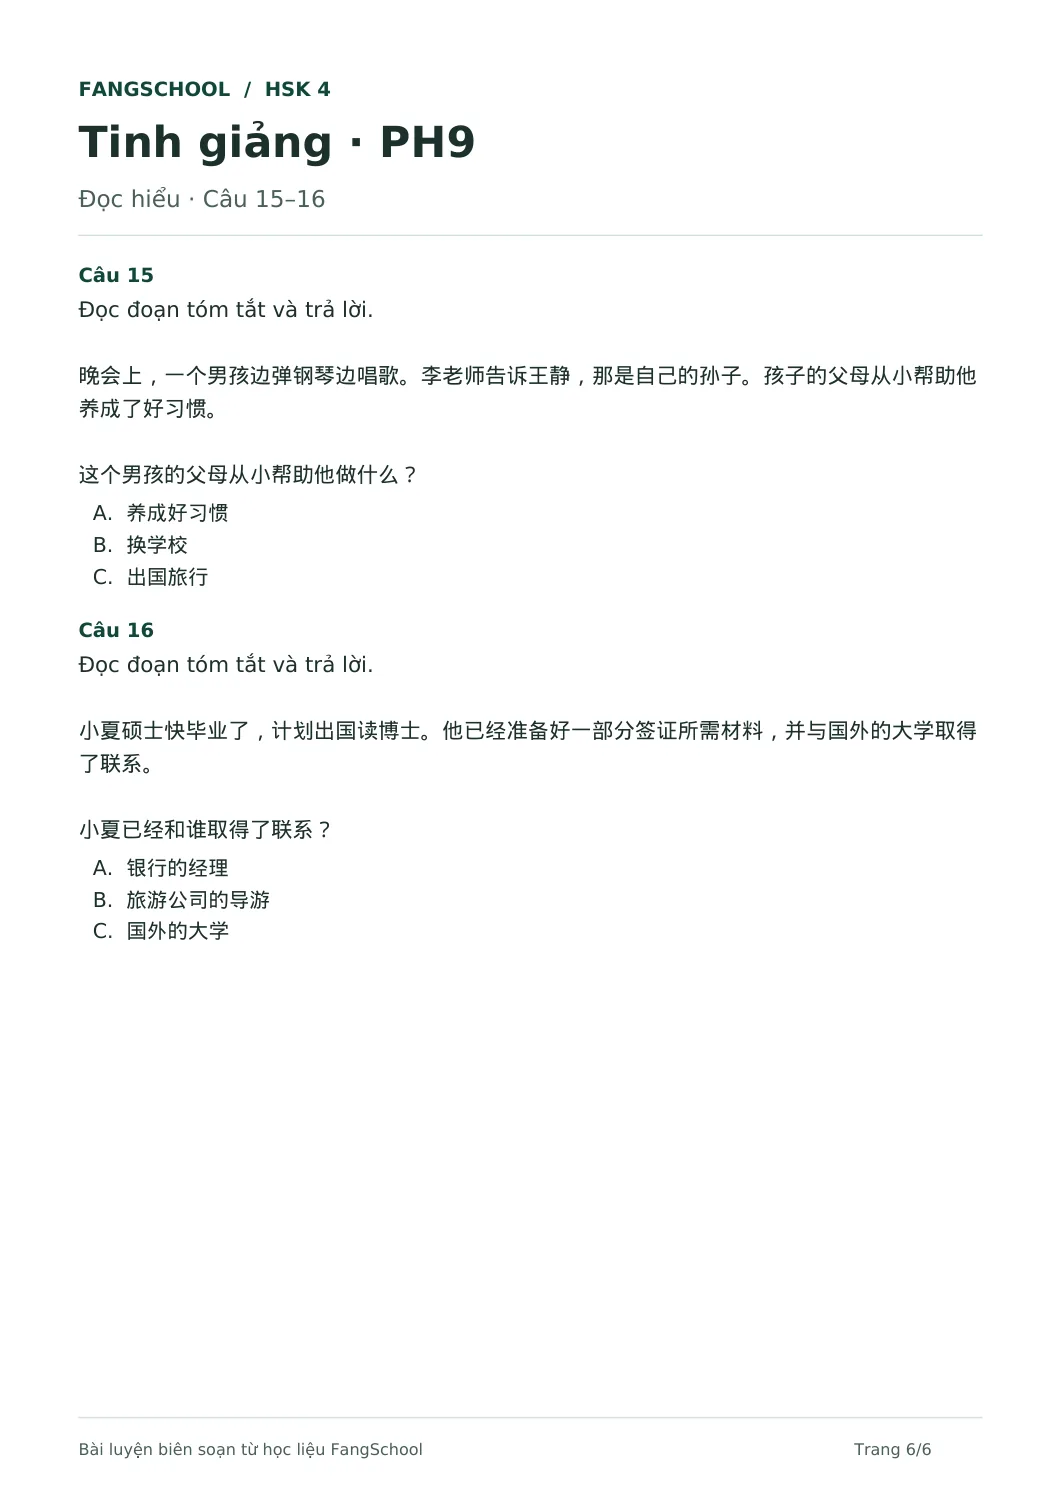 FANGSCHOOL / HSK 4
Tinh giảng · PH9
Đọc hiểu · Câu 15–16
Câu 15
Đọc đoạn tóm tắt và trả lời.
晚会上，一个男孩边弹钢琴边唱歌。李老师告诉王静，那是自己的孙子。孩子的父母从小帮助他
养成了好习惯。
这个男孩的父母从小帮助他做什么？
A. 养成好习惯
B. 换学校
C. 出国旅行
Câu 16
Đọc đoạn tóm tắt và trả lời.
小夏硕士快毕业了，计划出国读博士。他已经准备好一部分签证所需材料，并与国外的大学取得
了联系。
小夏已经和谁取得了联系？
A. 银行的经理
B. 旅游公司的导游
C. 国外的大学
Bài luyện biên soạn từ học liệu FangSchool
Trang 6/6